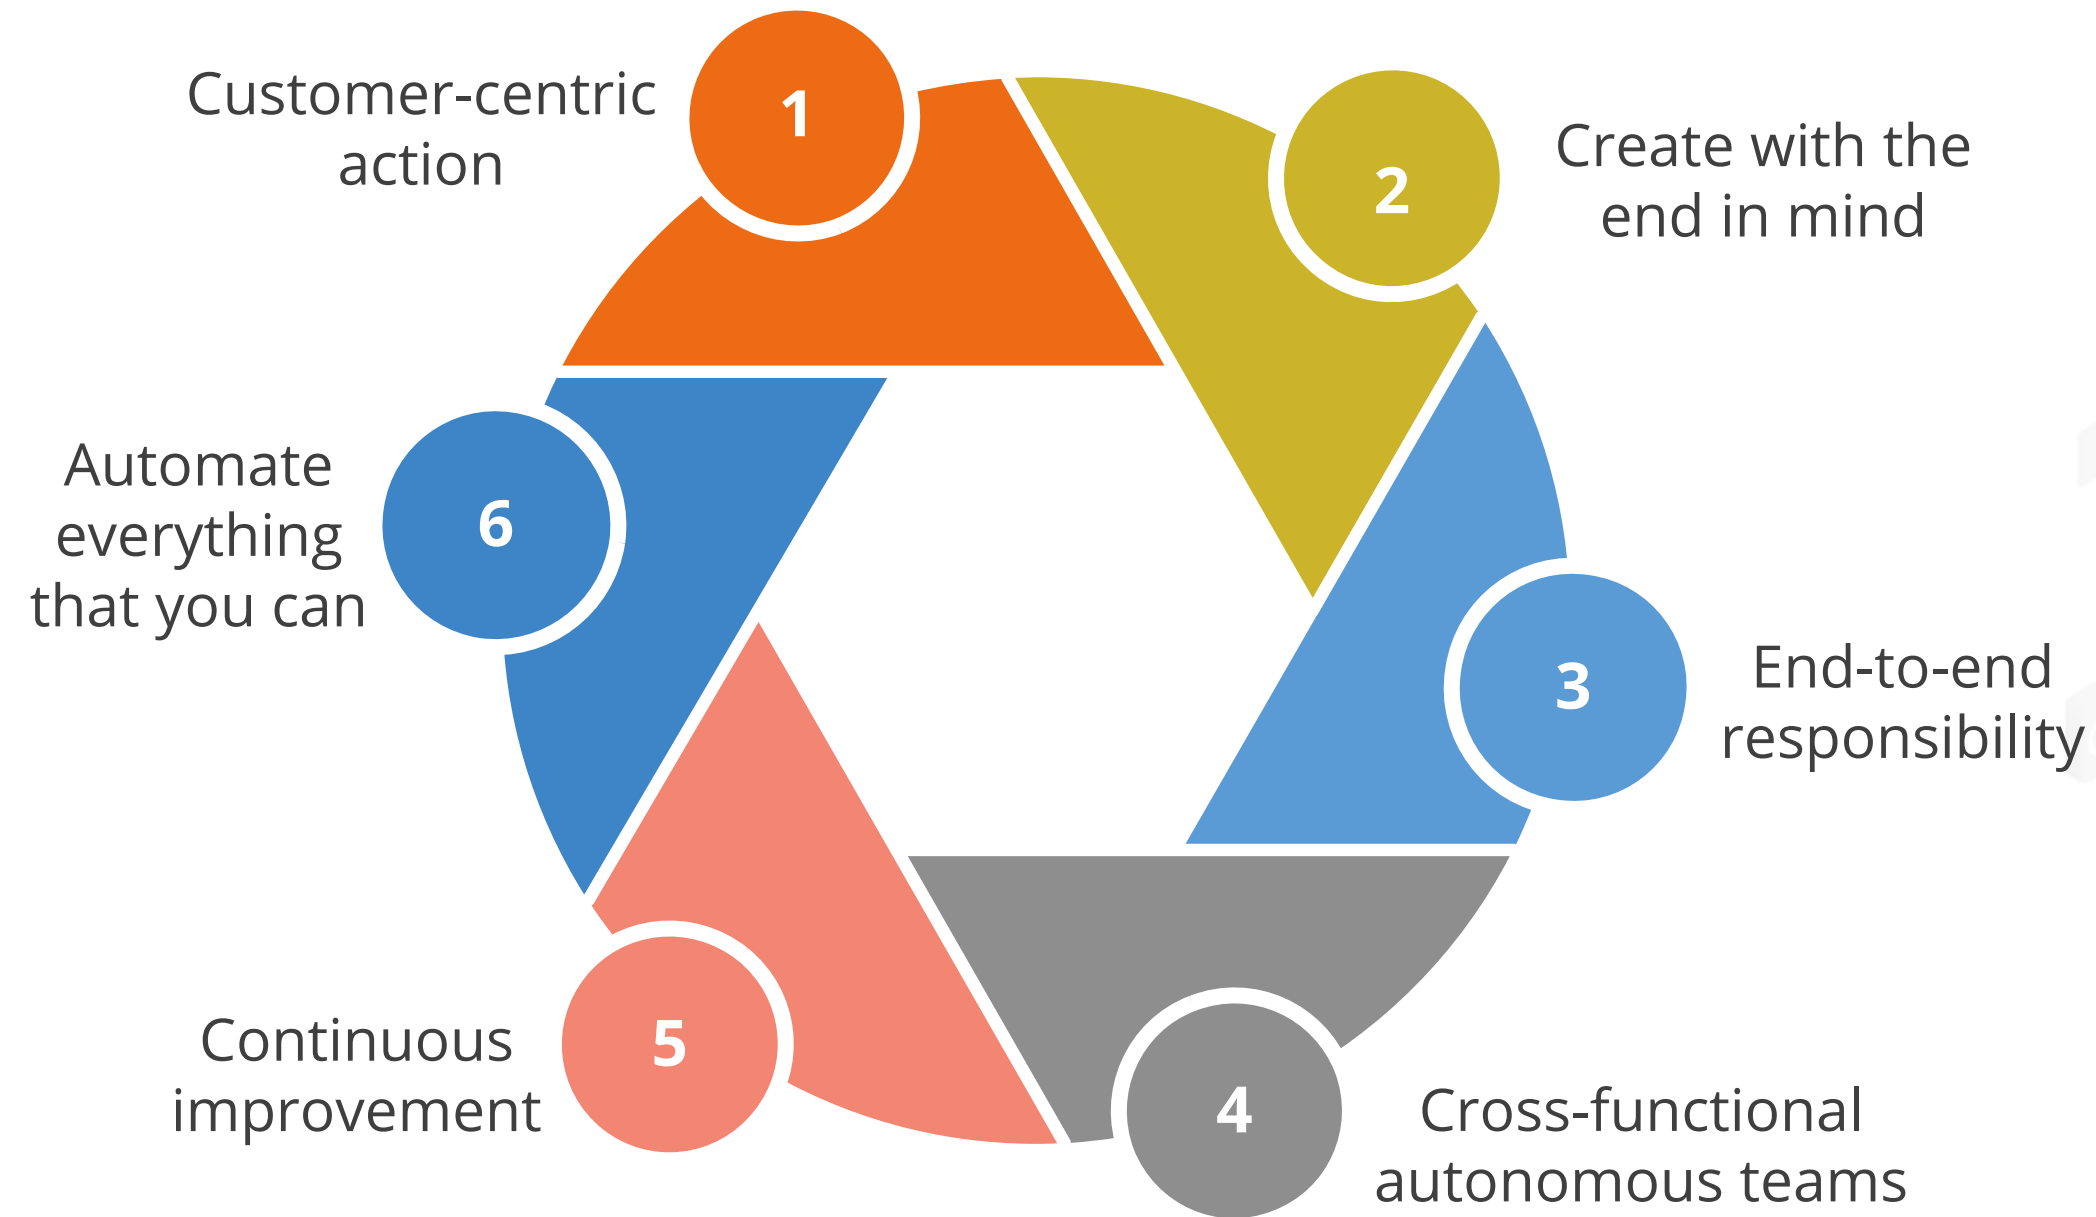 1
Customer-centric
action
2
Create with the
end in mind
3
End-to-end
responsibility
4
Cross-functional
autonomous teams
5
Continuous
improvement
6
Automate
everything
that you can